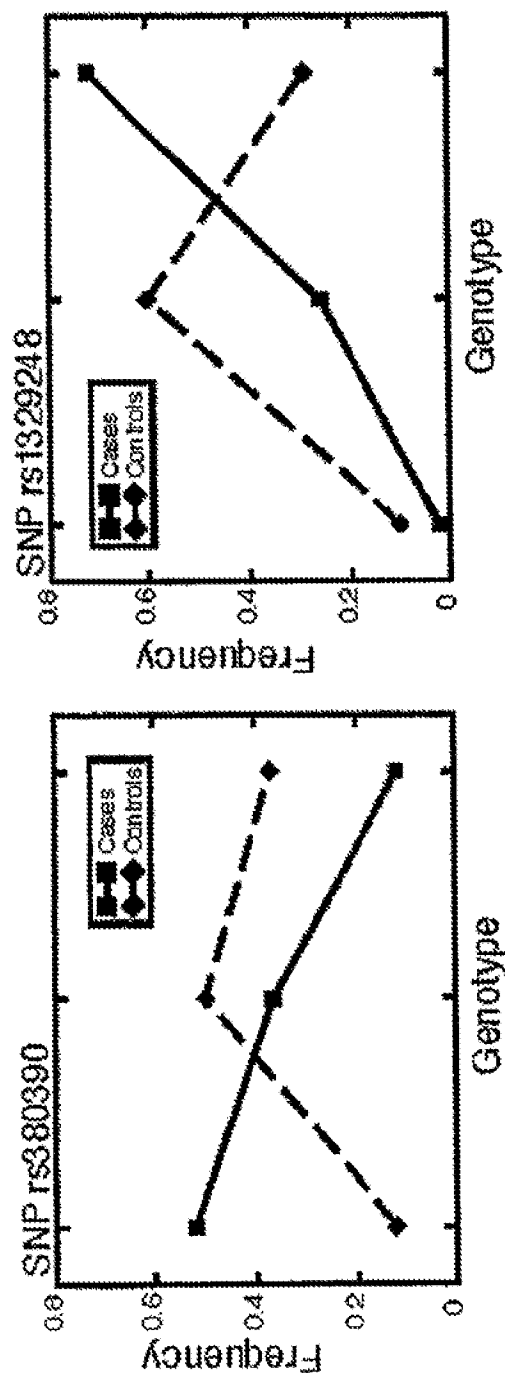 SNP rs380390
Cases
Controls
0.8
0.6
0.4
0.2
0
Frequency
Genotype
SNP rs1329248
Cases
Controls
0.8
0.6
0.4
0.2
0
Frequency
Genotype